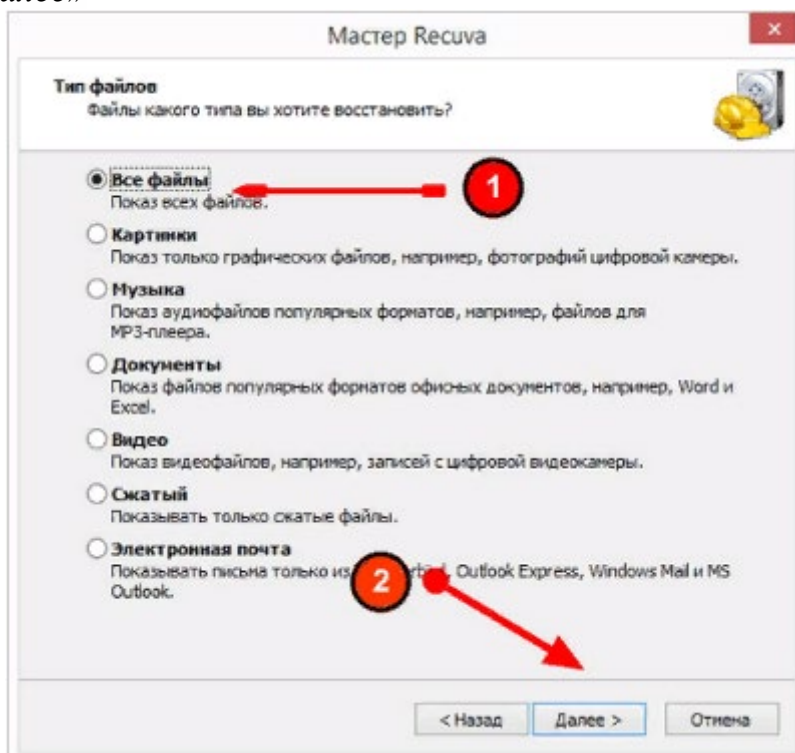 Мастер Recuva
Тип файлов
Файлы какого типа вы хотите восстановить?
Все файлы
1
Показ всех файлов.
Картинки
Показ только графических файлов, например, фотографий цифровой камеры.
Музыка
Показ аудиофайлов популярных форматов, например, файлов для
MP3-плеера.
Документы
Показ файлов популярных форматов офисных документов, например, Word и
Excel.
Видео
Показ видеофайлов, например, записей с цифровой видеокамеры.
Сжатый
Показывать только сжатые файлы.
Электронная почта
Показывать письма только из Outlook Express, Windows Mail и MS
2
Outlook.
< Назад Далее > Отмена